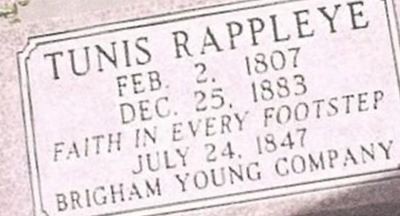 TUNIS RAPPLEYE
FEB. 2, 1807
DEC. 25, 1883
FAITH IN EVERY FOOTSTEP
JULY 24, 1847
BRIGHAM YOUNG COMPANY